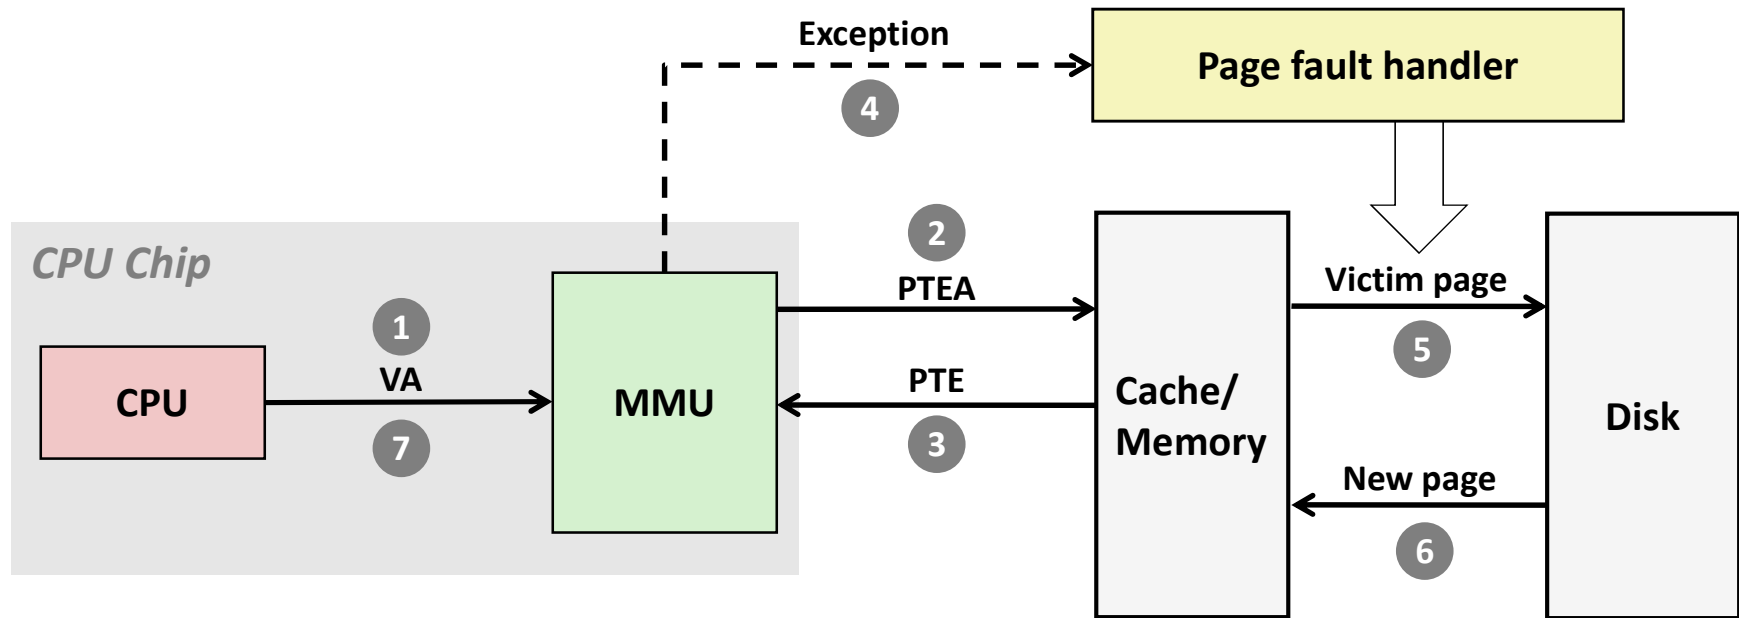 Exception
Page fault handler
4
CPU Chip
2
PTEA
Victim page
1
VA
5
CPU
MMU
PTE
Cache/
Memory
Disk
7
3
New page
6